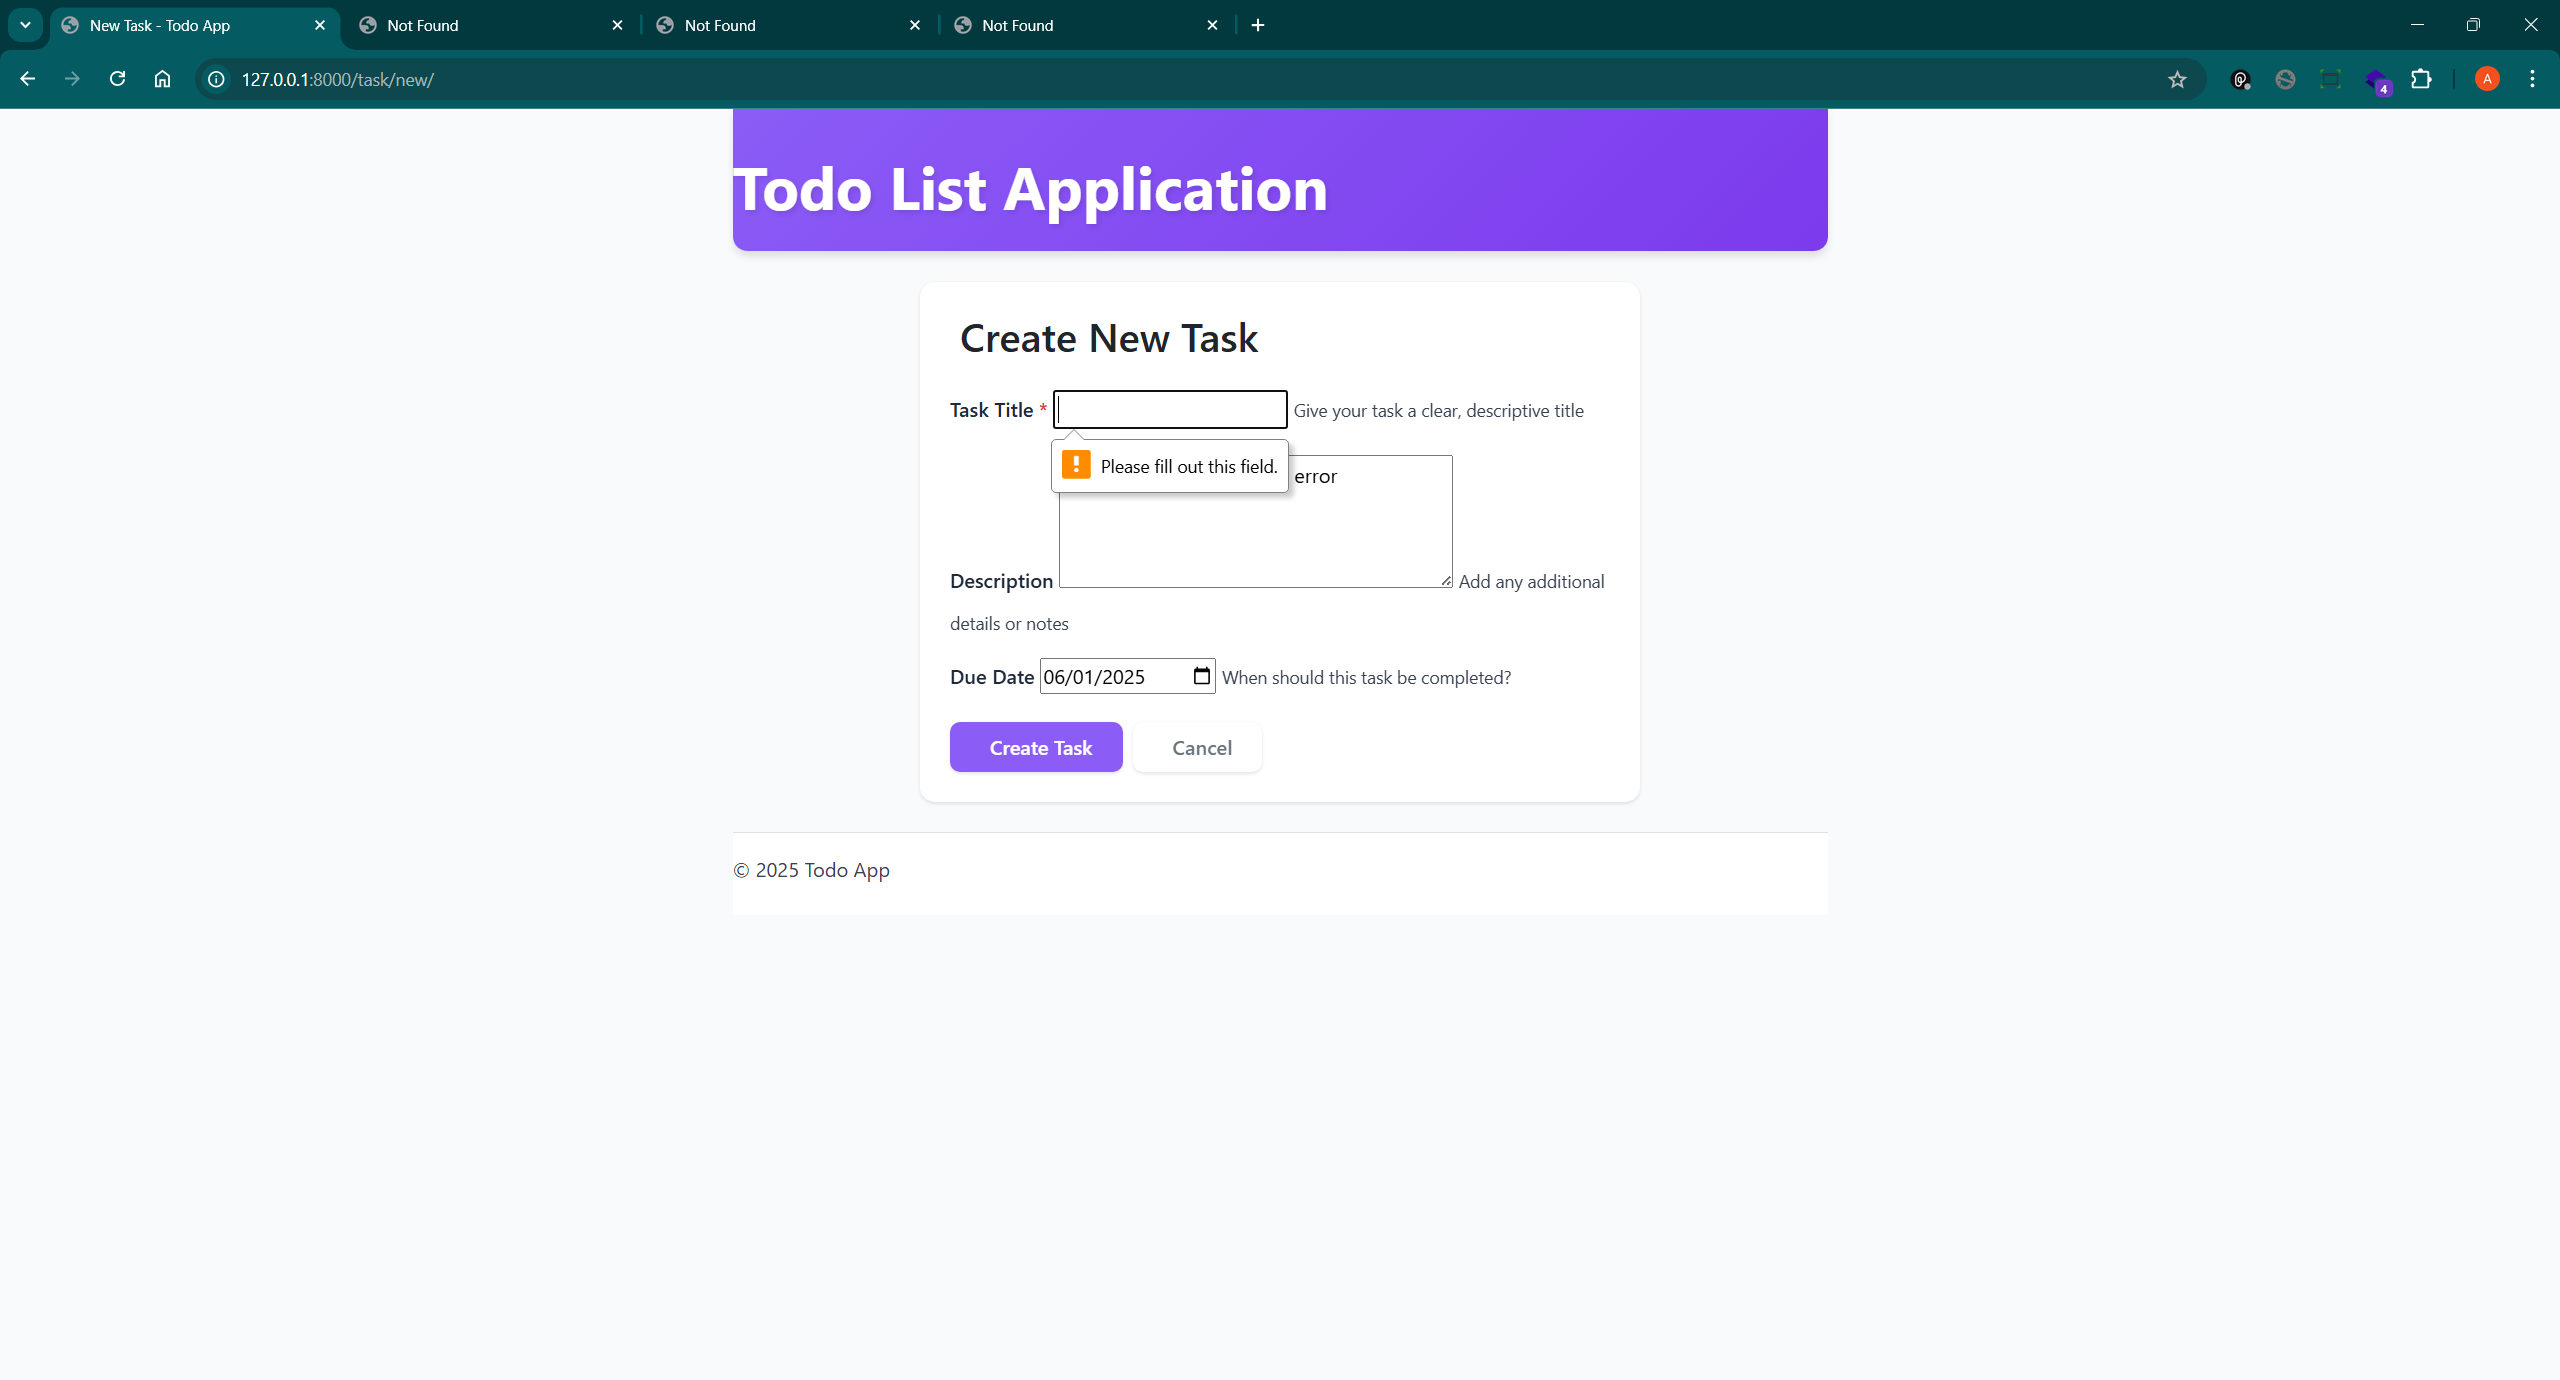 New Task - Todo App
Not Found
Not Found
Not Found
127.0.0.1:8000/task/new/
4
A
Todo List Application
Create New Task
Task Title * Give your task a clear, descriptive title
Please fill out this field.
error
Description Add any additional
details or notes
Due Date 06/01/2025 When should this task be completed?
Create Task Cancel
© 2025 Todo App